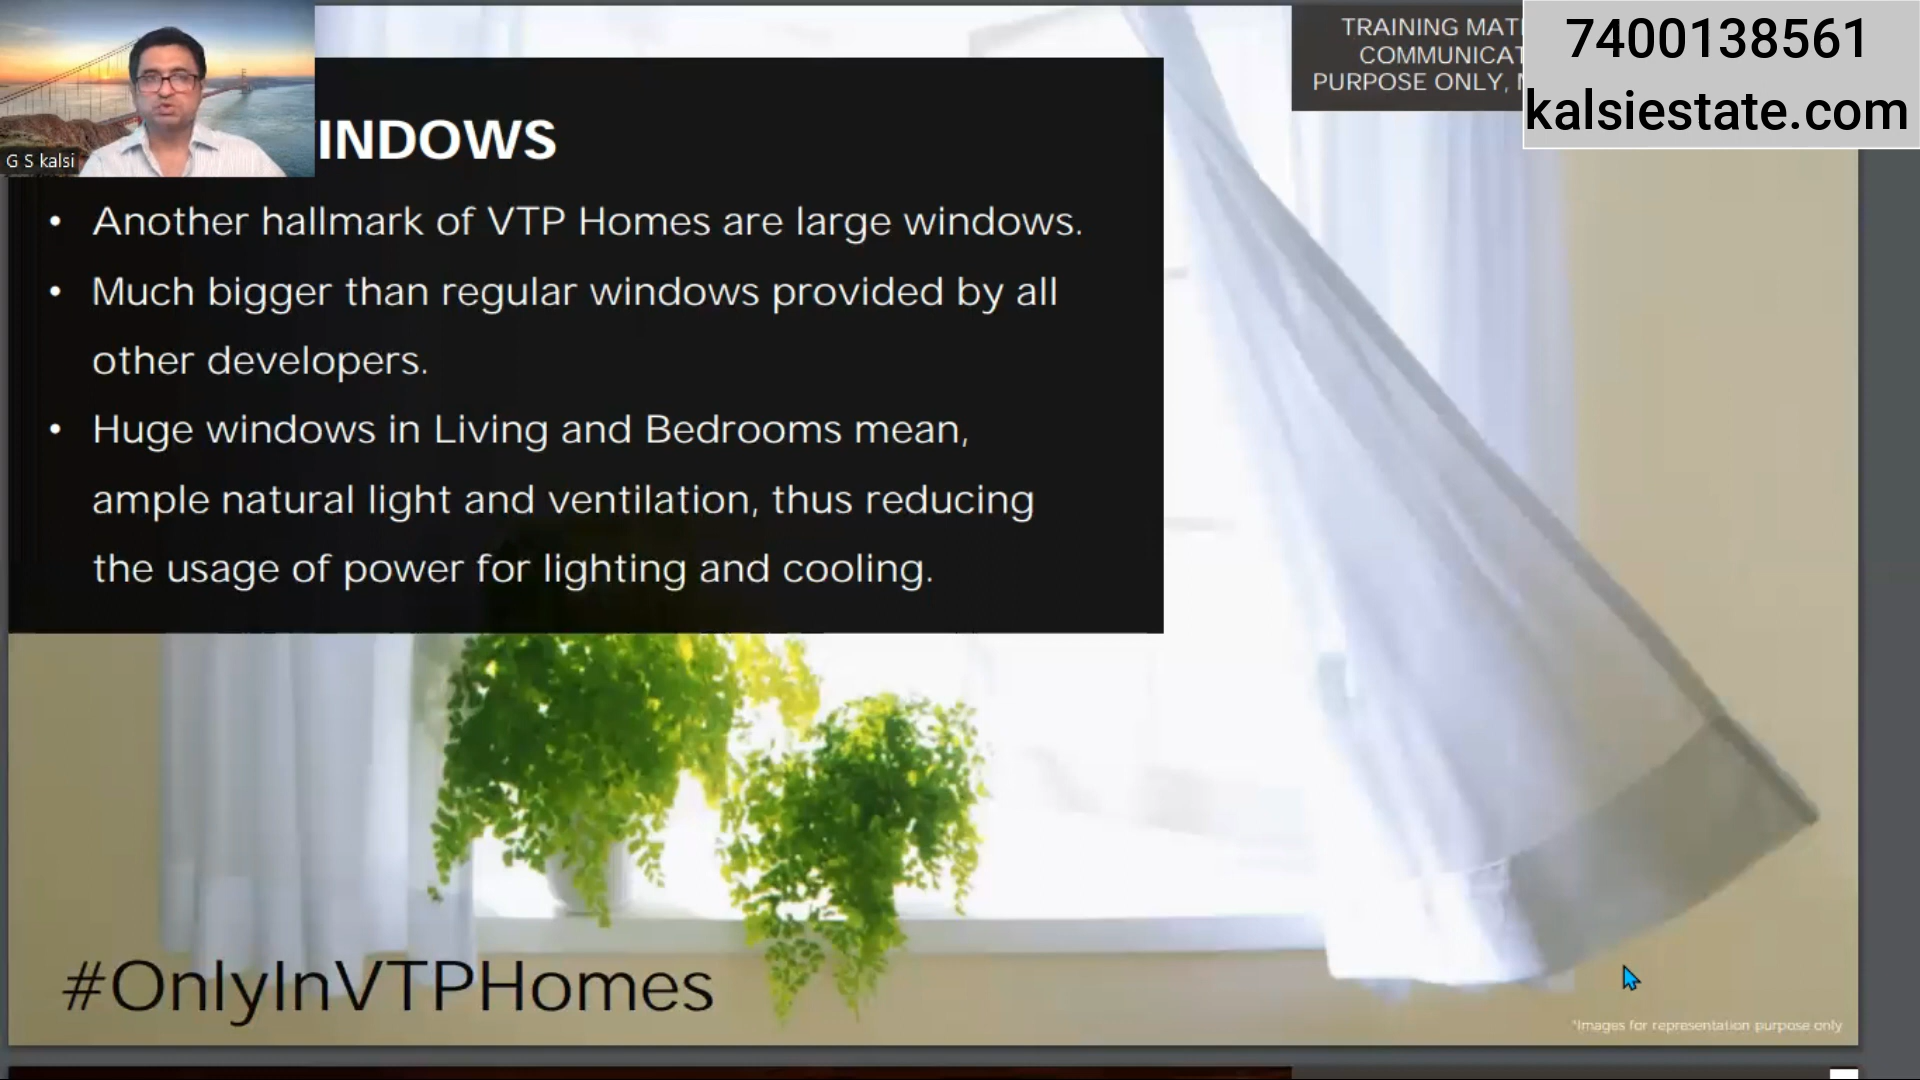 G S kalsi
INDOWS
• Another hallmark of VTP Homes are large windows.
• Much bigger than regular windows provided by all
other developers.
• Huge windows in Living and Bedrooms mean,
ample natural light and ventilation, thus reducing
the usage of power for lighting and cooling.
#OnlyInVTPHomes
TRAINING MAT
COMMUNICAT
PURPOSE ONLY,
7400138561
kalsiestate.com
*Images for representation purpose only